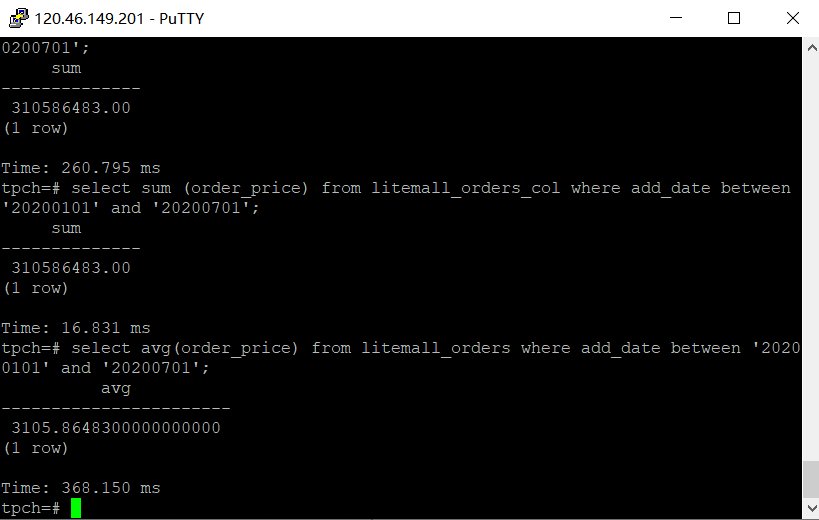 120.46.149.201 - PuTTY
0200701';
     sum
--------------
 310586483.00
(1 row)

Time: 260.795 ms
tpch=# select sum (order_price) from litemall_orders_col where add_date between
'20200101' and '20200701';
     sum
--------------
 310586483.00
(1 row)

Time: 16.831 ms
tpch=# select avg(order_price) from litemall_orders where add_date between '2020
0101' and '20200701';
          avg
-----------------------
 3105.8648300000000000
(1 row)

Time: 368.150 ms
tpch=#